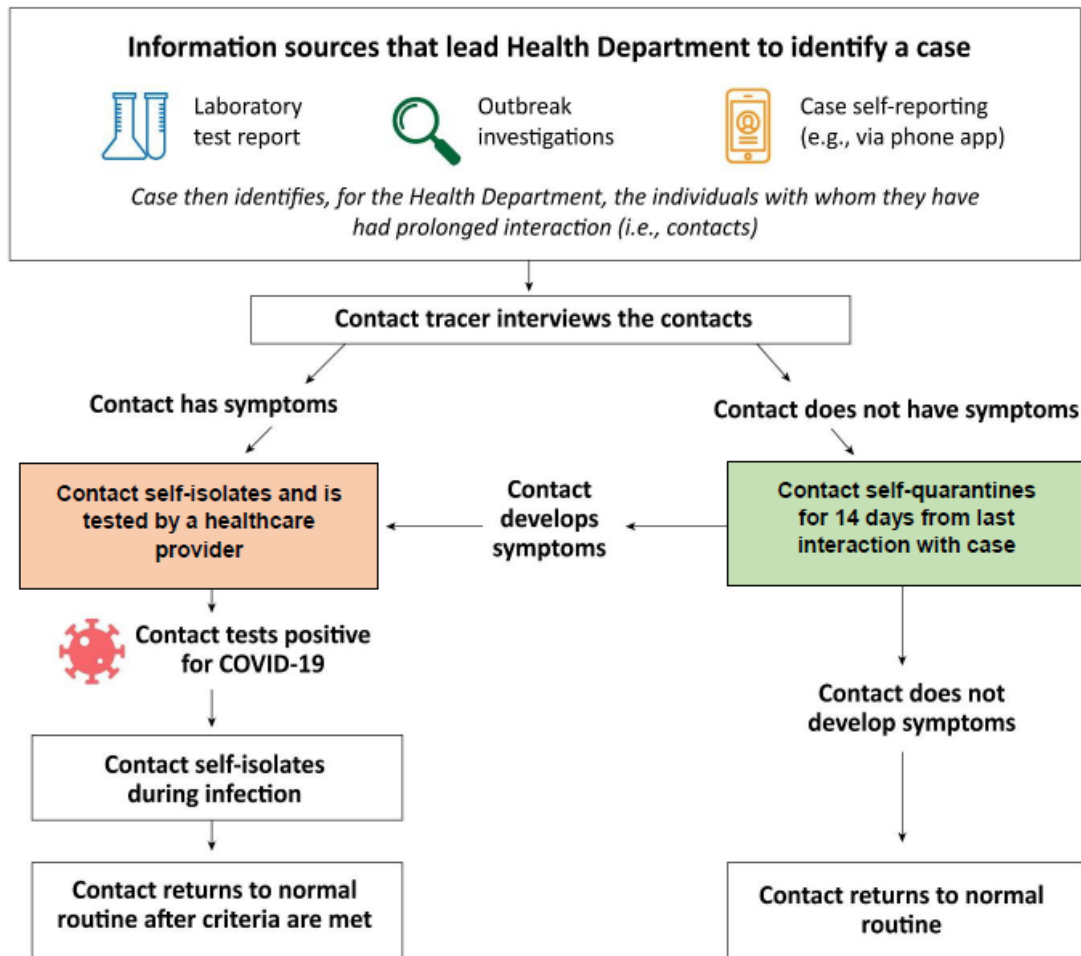 Information sources that lead Health Department to identify a case
Laboratory
test report
Outbreak
investigations
Case self-reporting
(e.g., via phone app)
Case then identifies, for the Health Department, the individuals with whom they have
had prolonged interaction (i.e., contacts)
Contact tracer interviews the contacts
Contact has symptoms
Contact does not have symptoms
Contact self-isolates and is
tested by a healthcare
provider
Contact
develops
symptoms
Contact self-quarantines
for 14 days from last
interaction with case
Contact tests positive
for COVID-19
Contact does not
develop symptoms
Contact self-isolates
during infection
Contact returns to normal
routine after criteria are met
Contact returns to normal
routine